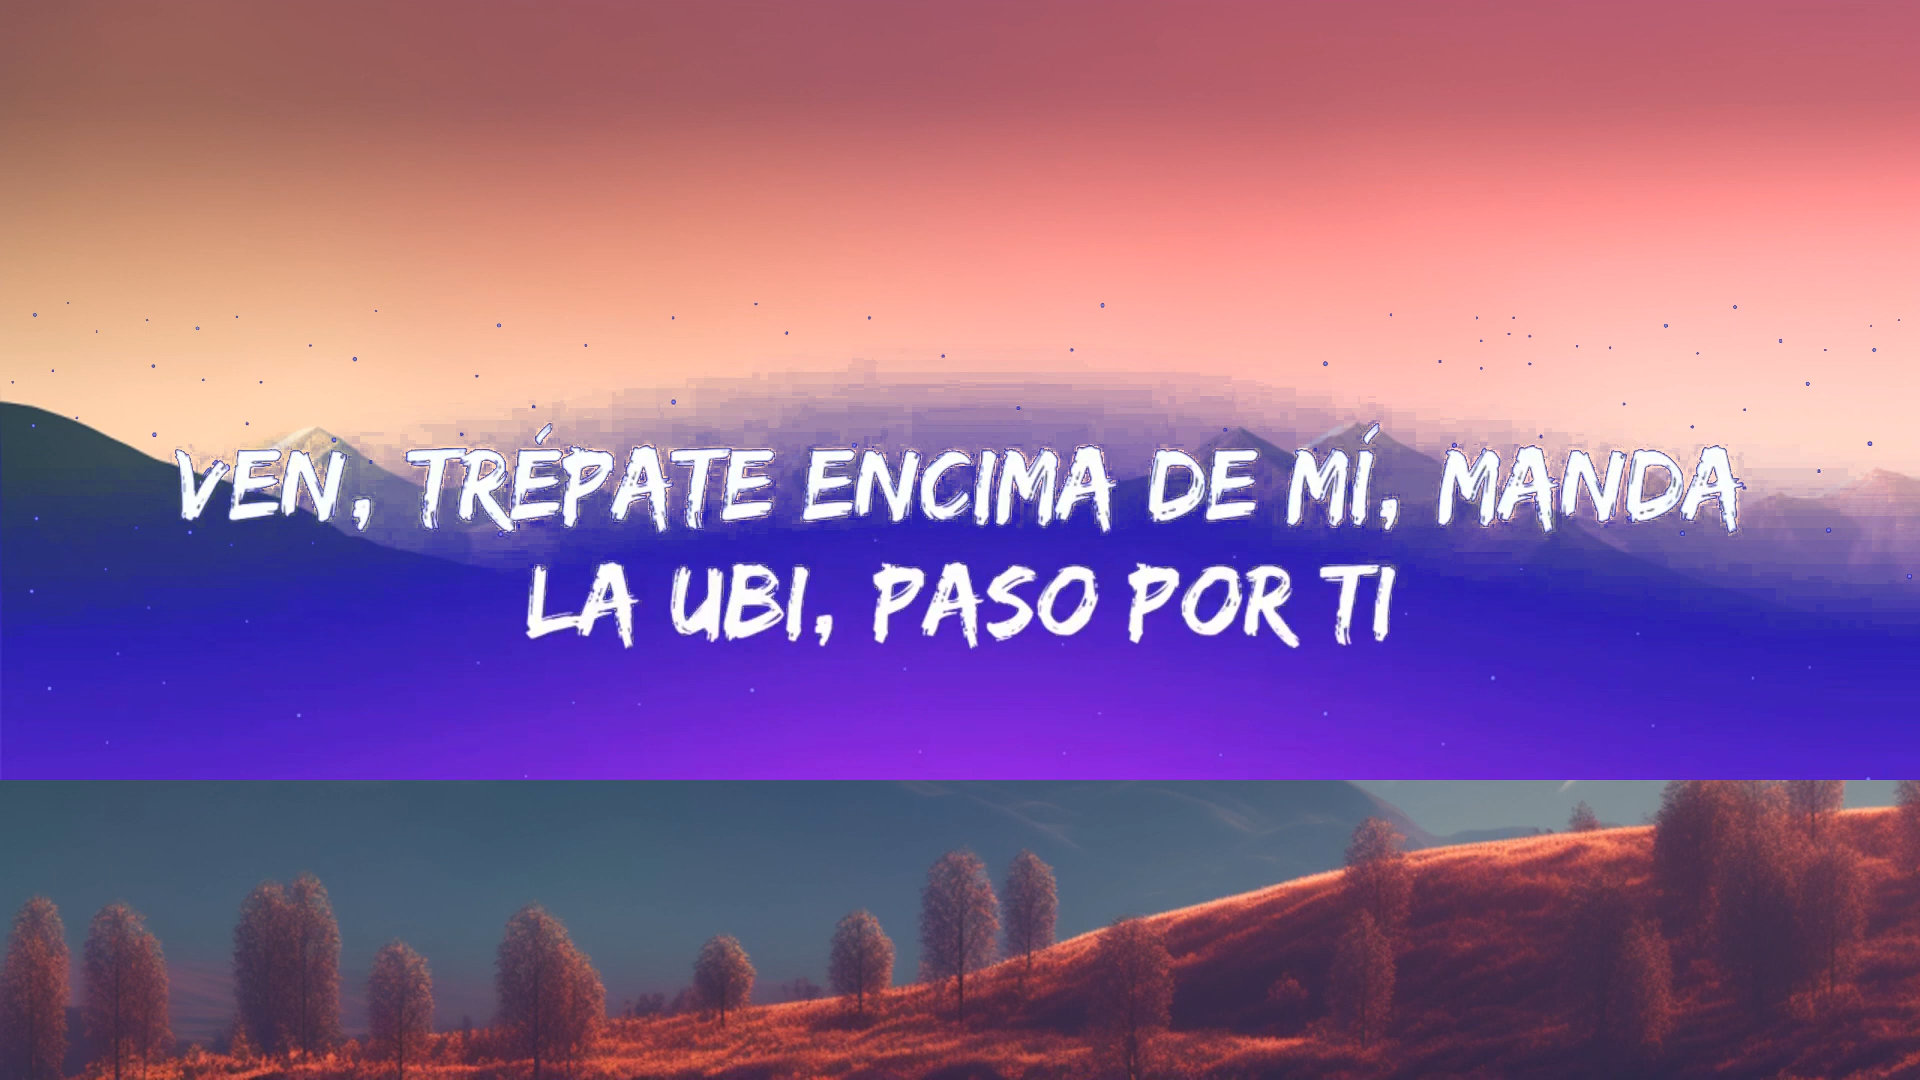 VEN, TRÉPATE ENCIMA DE MÍ, MANDA
LA UBI, PASO POR TI